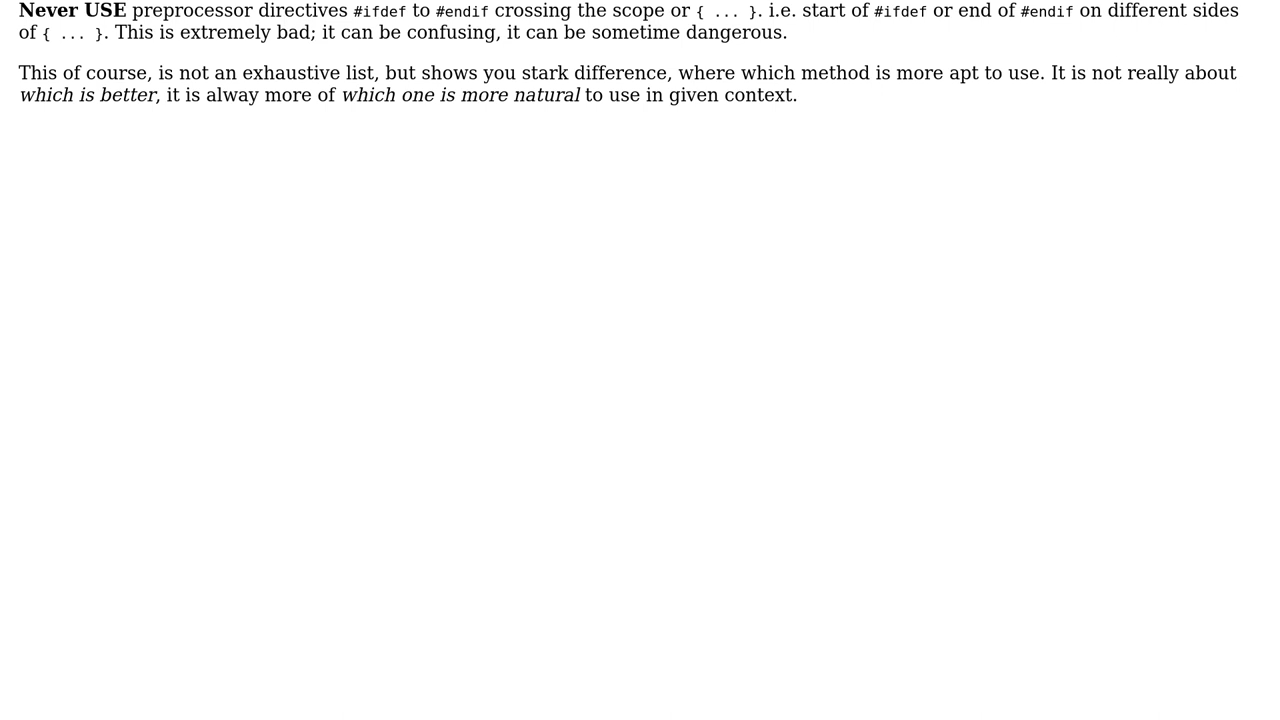 Never USE preprocessor directives #ifdef to #endif crossing the scope or { ... }. i.e. start of #ifdef or end of #endif on different sides
of { ... }. This is extremely bad; it can be confusing, it can be sometime dangerous.
This of course, is not an exhaustive list, but shows you stark difference, where which method is more apt to use. It is not really about
which is better, it is alway more of which one is more natural to use in given context.